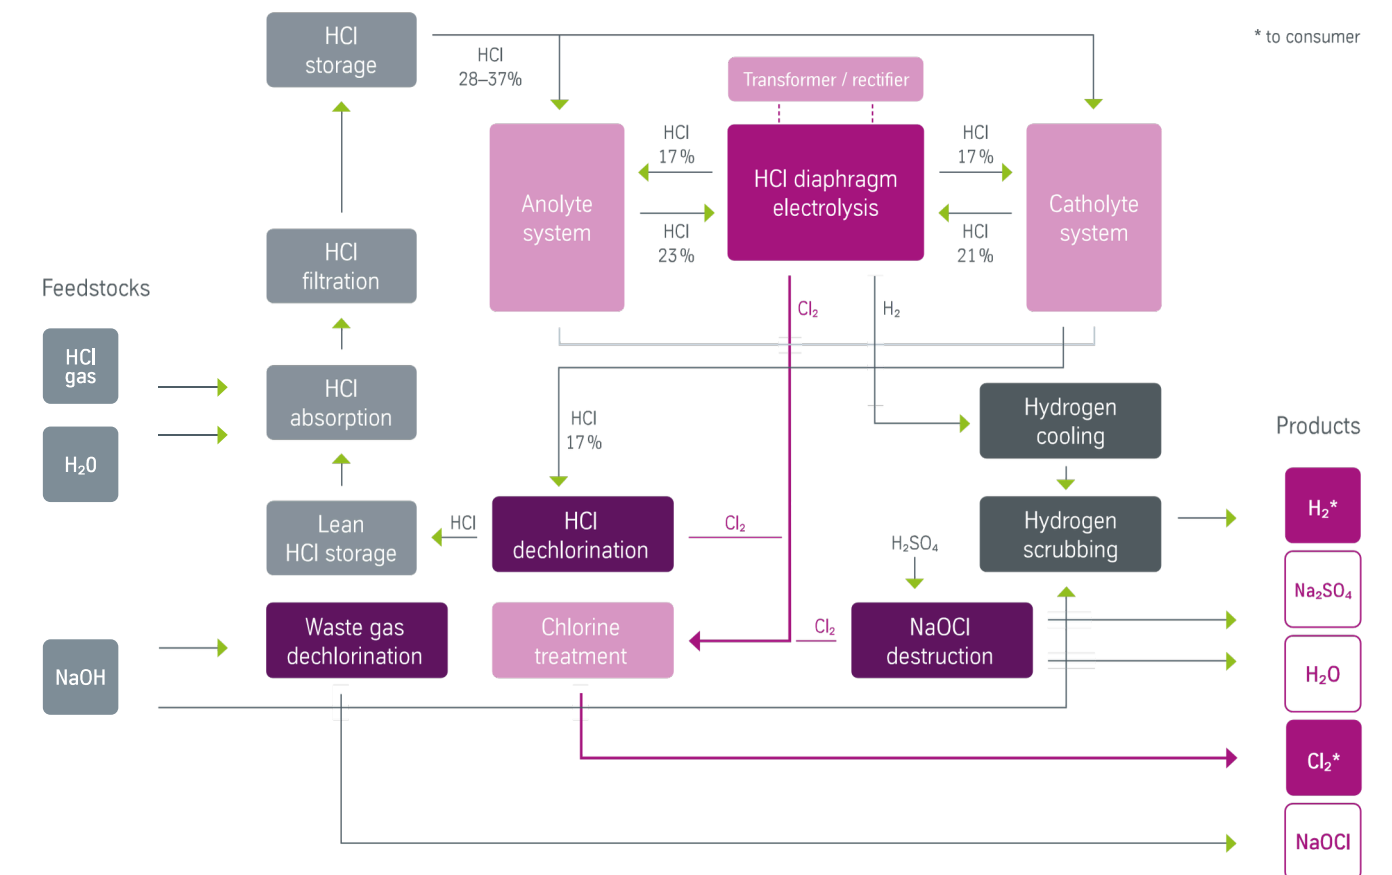 HCl
storage
HCl
28–37%
* to consumer
Transformer / rectifier
HCl
17%
HCl
17%
HCl diaphragm
electrolysis
Anolyte
system
Catholyte
system
HCl
23%
HCl
21%
HCl
filtration
Feedstocks
Cl₂
H₂
HCl
gas
HCl
absorption
HCl
17%
Hydrogen
cooling
Products
H₂O
Lean
HCl storage
HCl
HCl
dechlorination
Cl₂
H₂SO₄
Hydrogen
scrubbing
H₂*
Na₂SO₄
NaOH
Waste gas
dechlorination
Chlorine
treatment
Cl₂
NaOCl
destruction
H₂O
Cl₂*
NaOCl